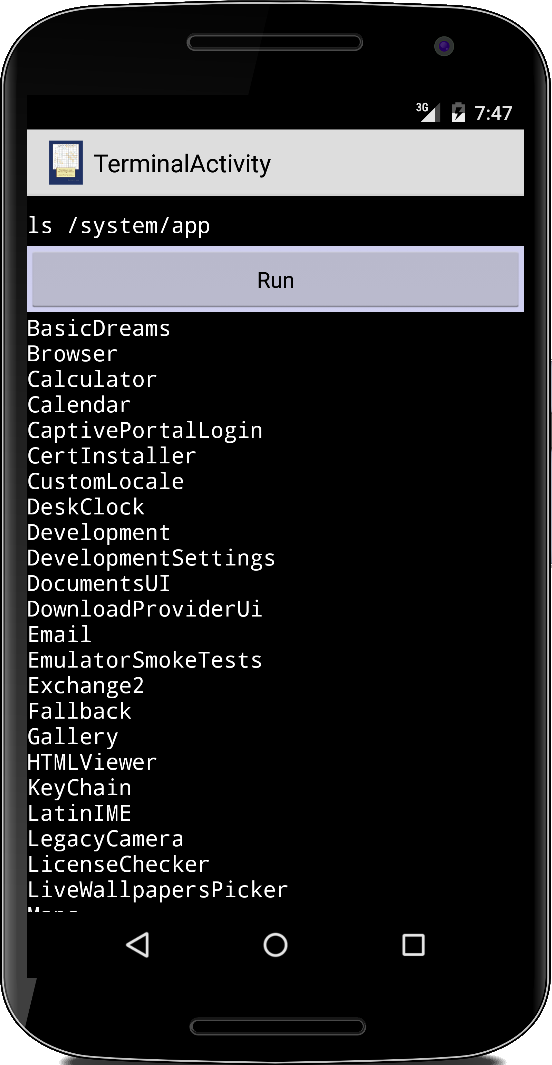 3G 7:47
TerminalActivity
ls /system/app
Run
BasicDreams
Browser
Calculator
Calendar
CaptivePortalLogin
CertInstaller
CustomLocale
DeskClock
Development
DevelopmentSettings
DocumentsUI
DownloadProviderUi
Email
EmulatorSmokeTests
Exchange2
Fallback
Gallery
HTMLViewer
KeyChain
LatinIME
LegacyCamera
LicenseChecker
LiveWallpapersPicker